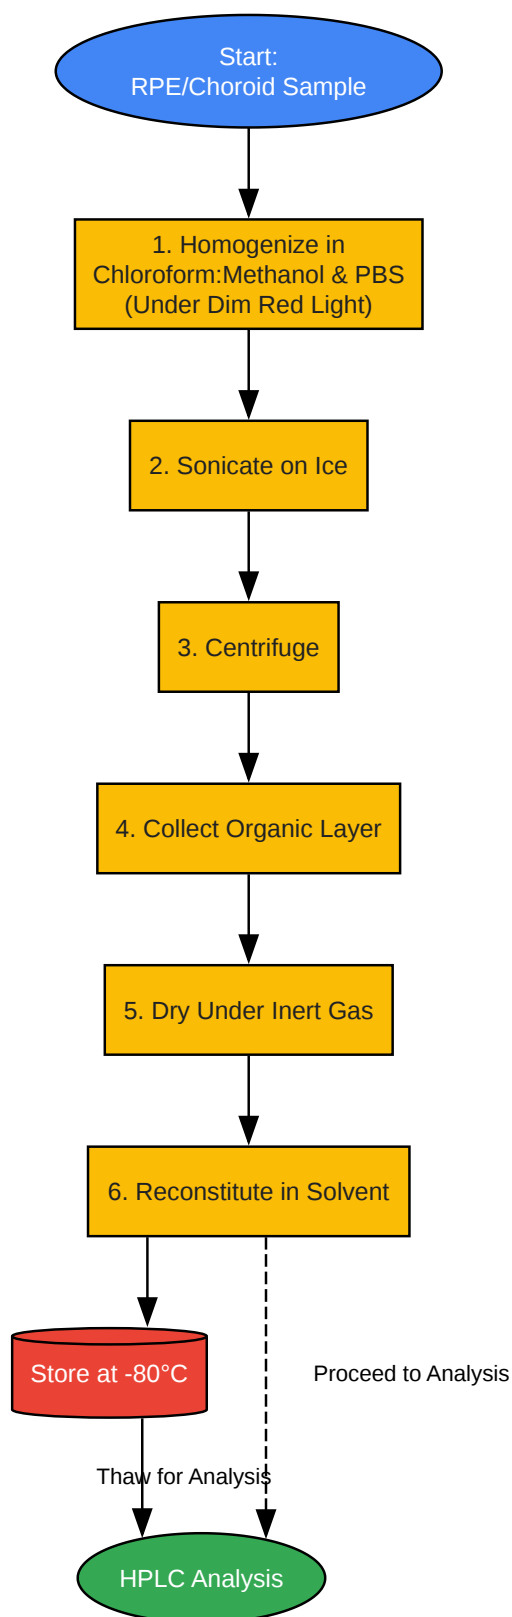 Start:
RPE/Choroid Sample
1. Homogenize in
Chloroform:Methanol & PBS
(Under Dim Red Light)
2. Sonicate on Ice
3. Centrifuge
4. Collect Organic Layer
5. Dry Under Inert Gas
6. Reconstitute in Solvent
Store at -80°C
Proceed to Analysis
Thaw for Analysis
HPLC Analysis